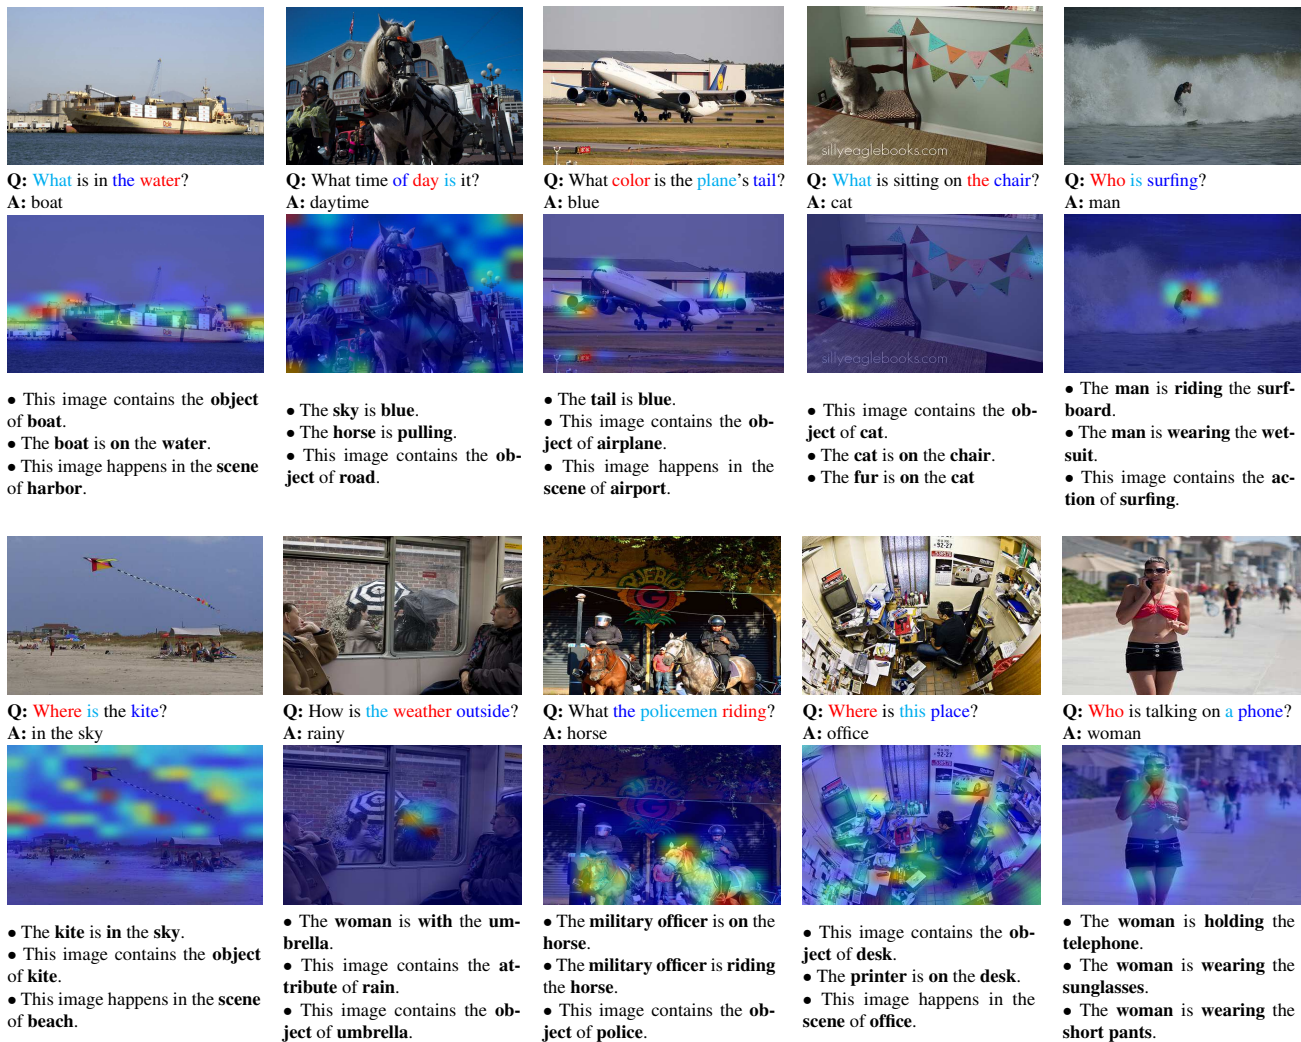 sillyeaglebooks.com
Q: What is in the water?
A: boat
Q: What time of day is it?
A: daytime
Q: What color is the plane's tail?
A: blue
Q: What is sitting on the chair?
A: cat
Q: Who is surfing?
A: man
sillyeaglebooks.com
• This image contains the object
of boat.
• The boat is on the water.
• This image happens in the scene
of harbor.
• The sky is blue.
• The horse is pulling.
• This image contains the ob-
ject of road.
• The tail is blue.
• This image contains the ob-
ject of airplane.
• This image happens in the
scene of airport.
• This image contains the ob-
ject of cat.
• The cat is on the chair.
• The fur is on the cat
• The man is riding the surf-
board.
• The man is wearing the wet-
suit.
• This image contains the ac-
tion of surfing.
G
Q: Where is the kite?
A: in the sky
Q: How is the weather outside?
A: rainy
Q: What the policemen riding?
A: horse
Q: Where is this place?
A: office
Q: Who is talking on a phone?
A: woman
G
• The kite is in the sky.
• This image contains the object
of kite.
• This image happens in the scene
of beach.
• The woman is with the um-
brella.
• This image contains the at-
tribute of rain.
• This image contains the ob-
ject of umbrella.
• The military officer is on the
horse.
• The military officer is riding
the horse.
• This image contains the ob-
ject of police.
• This image contains the ob-
ject of desk.
• The printer is on the desk.
• This image happens in the
scene of office.
• The woman is holding the
telephone.
• The woman is wearing the
sunglasses.
• The woman is wearing the
short pants.